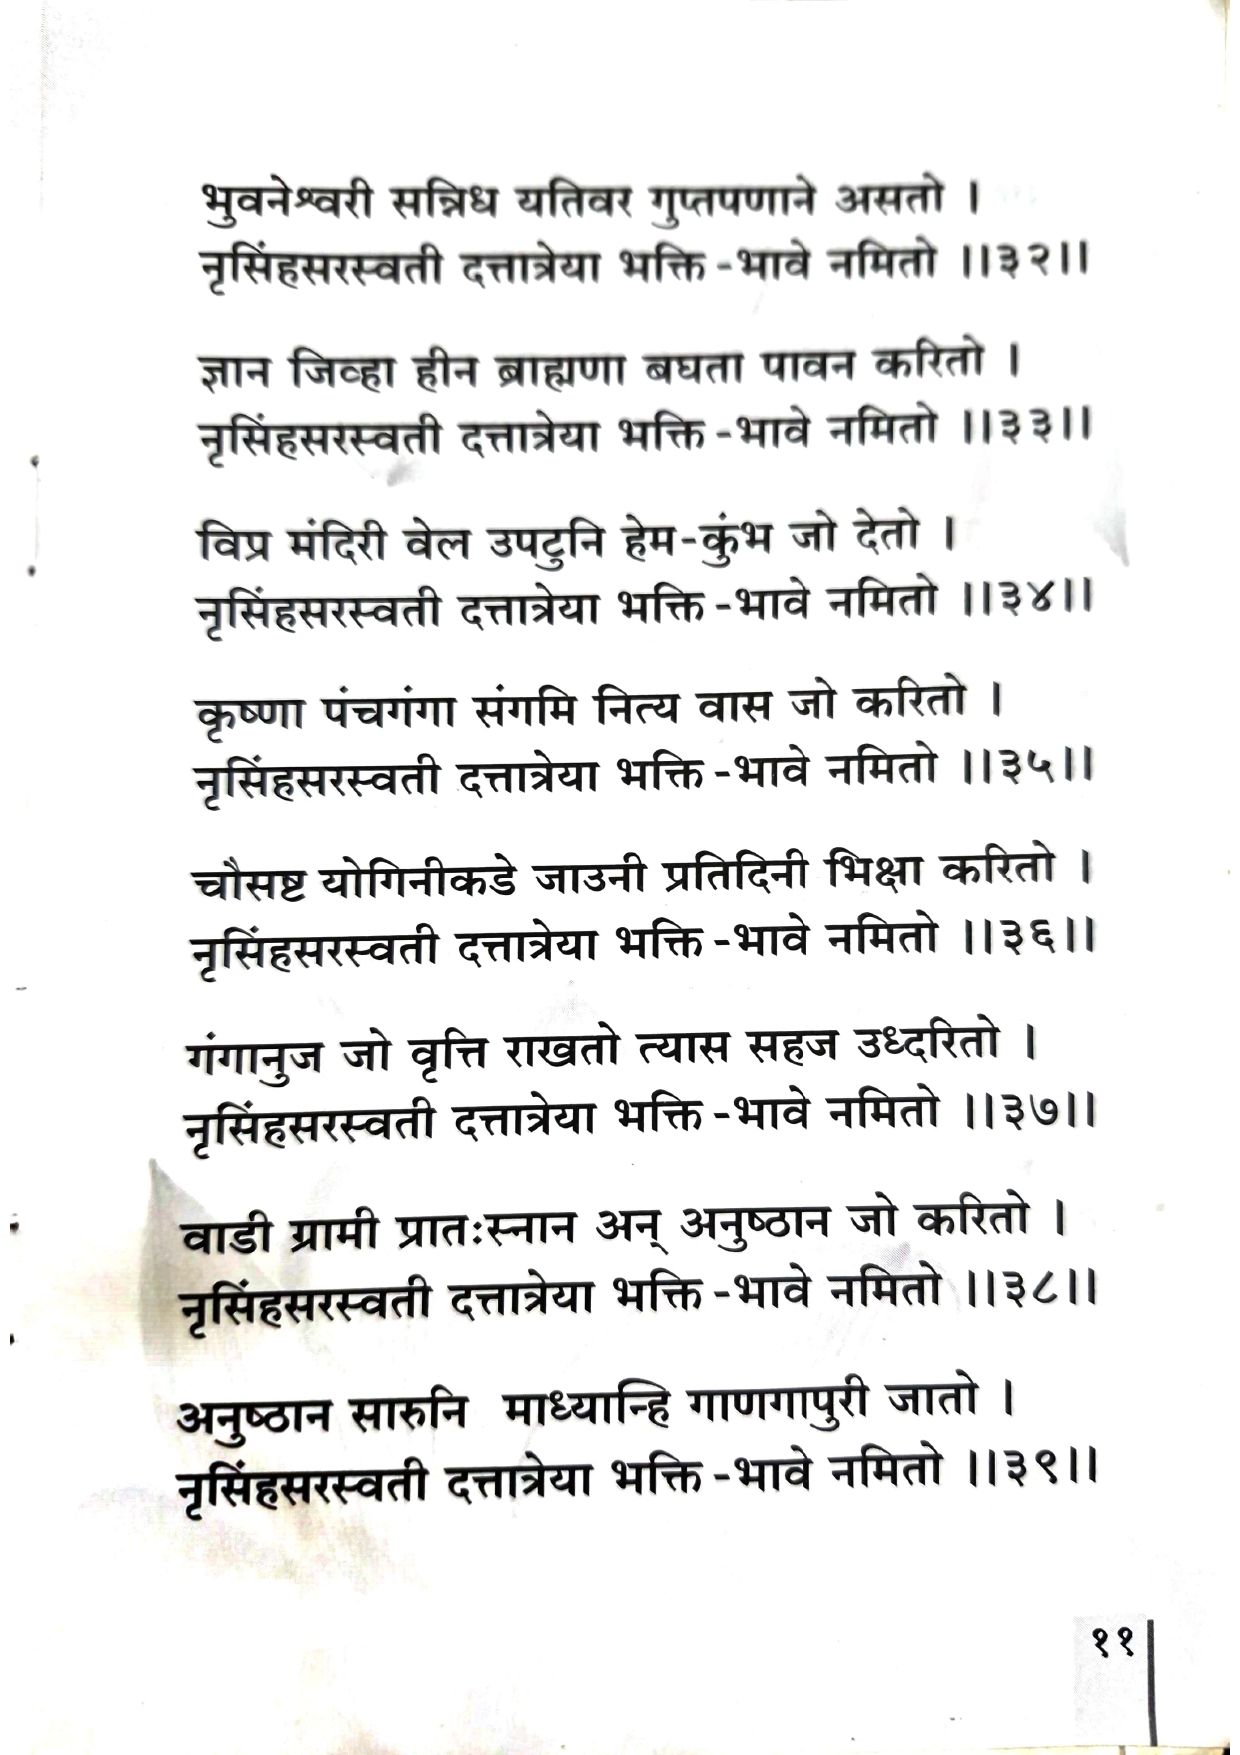 भुवनेश्वरी सन्निध यतिवर गुप्तपणाने असतो ।
नृसिंहसरस्वती दत्तात्रेया भक्ति -भावे नमितो ।।३२।।
ज्ञान जिव्हा हीन ब्राह्मणा बघता पावन करितो ।
नृसिंहसरस्वती दत्तात्रेया भक्ति -भावे नमितो ।।३३।।
विप्र मंदिरी वेल उपटुनि हेम-कुंभ जो देतो ।
नृसिंहसरस्वती दत्तात्रेया भक्ति -भावे नमितो ।।३४।।
कृष्णा पंचगंगा संगमि नित्य वास जो करितो ।
नृसिंहसरस्वती दत्तात्रेया भक्ति -भावे नमितो ।।३५।।
चौसष्ट योगिनीकडे जाउनी प्रतिदिनी भिक्षा करितो ।
नृसिंहसरस्वती दत्तात्रेया भक्ति -भावे नमितो ।।३६।।
गंगानुज जो वृत्ति राखतो त्यास सहज उध्दरितो ।
नृसिंहसरस्वती दत्तात्रेया भक्ति -भावे नमितो ।।३७।।
वाडी ग्रामी प्रातःस्नान अन् अनुष्ठान जो करितो ।
नृसिंहसरस्वती दत्तात्रेया भक्ति -भावे नमितो ।।३८।।
अनुष्ठान सारुनि माध्यान्हि गाणगापुरी जातो ।
नृसिंहसरस्वती दत्तात्रेया भक्ति -भावे नमितो ।।३९।।
११